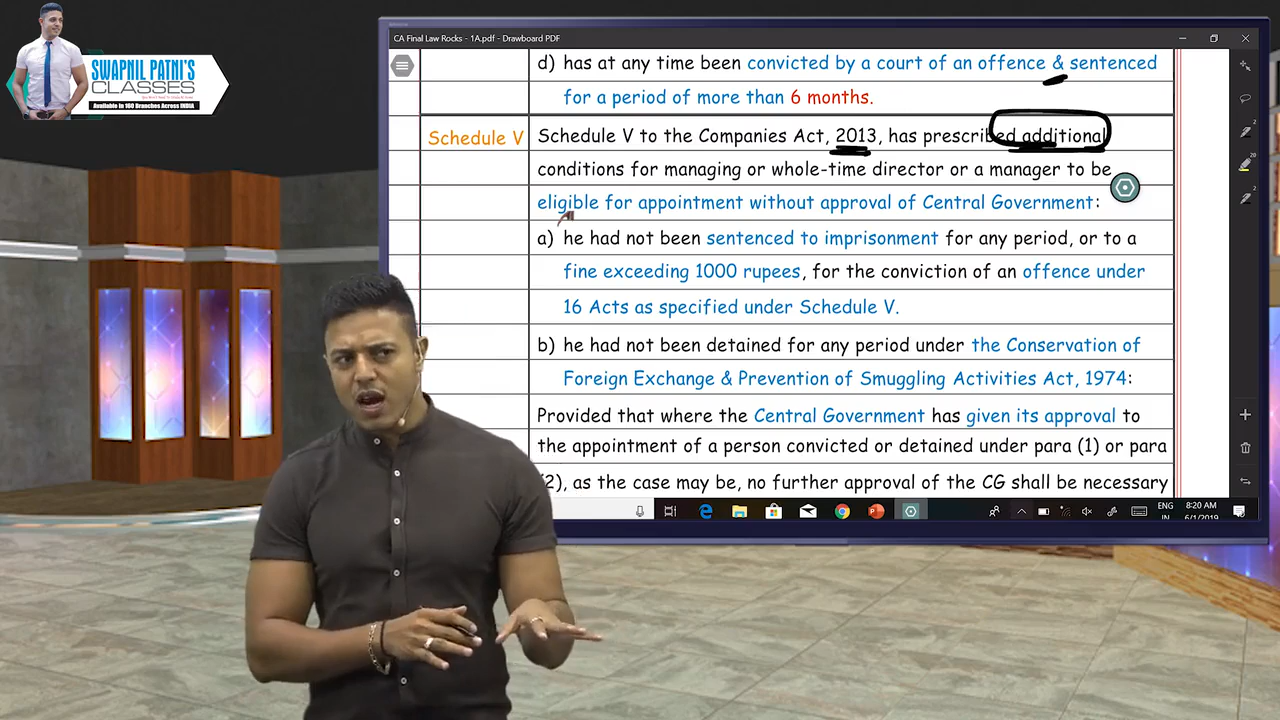 SWAPNIL PATNI'S
CLASSES
Available in 160 Branches Across INDIA
CA Final Law Rocks - 1A.pdf - Drawboard PDF
d) has at any time been convicted by a court of an offence & sentenced
for a period of more than 6 months.
Schedule V
Schedule V to the Companies Act, 2013, has prescribed additional
conditions for managing or whole-time director or a manager to be
eligible for appointment without approval of Central Government:
a) he had not been sentenced to imprisonment for any period, or to a
fine exceeding 1000 rupees, for the conviction of an offence under
16 Acts as specified under Schedule V.
b) he had not been detained for any period under the Conservation of
Foreign Exchange & Prevention of Smuggling Activities Act, 1974:
Provided that where the Central Government has given its approval to
the appointment of a person convicted or detained under para (1) or para
(2), as the case may be, no further approval of the CG shall be necessary
20
2
2
ENG
IN
8:20 AM
6/1/2019